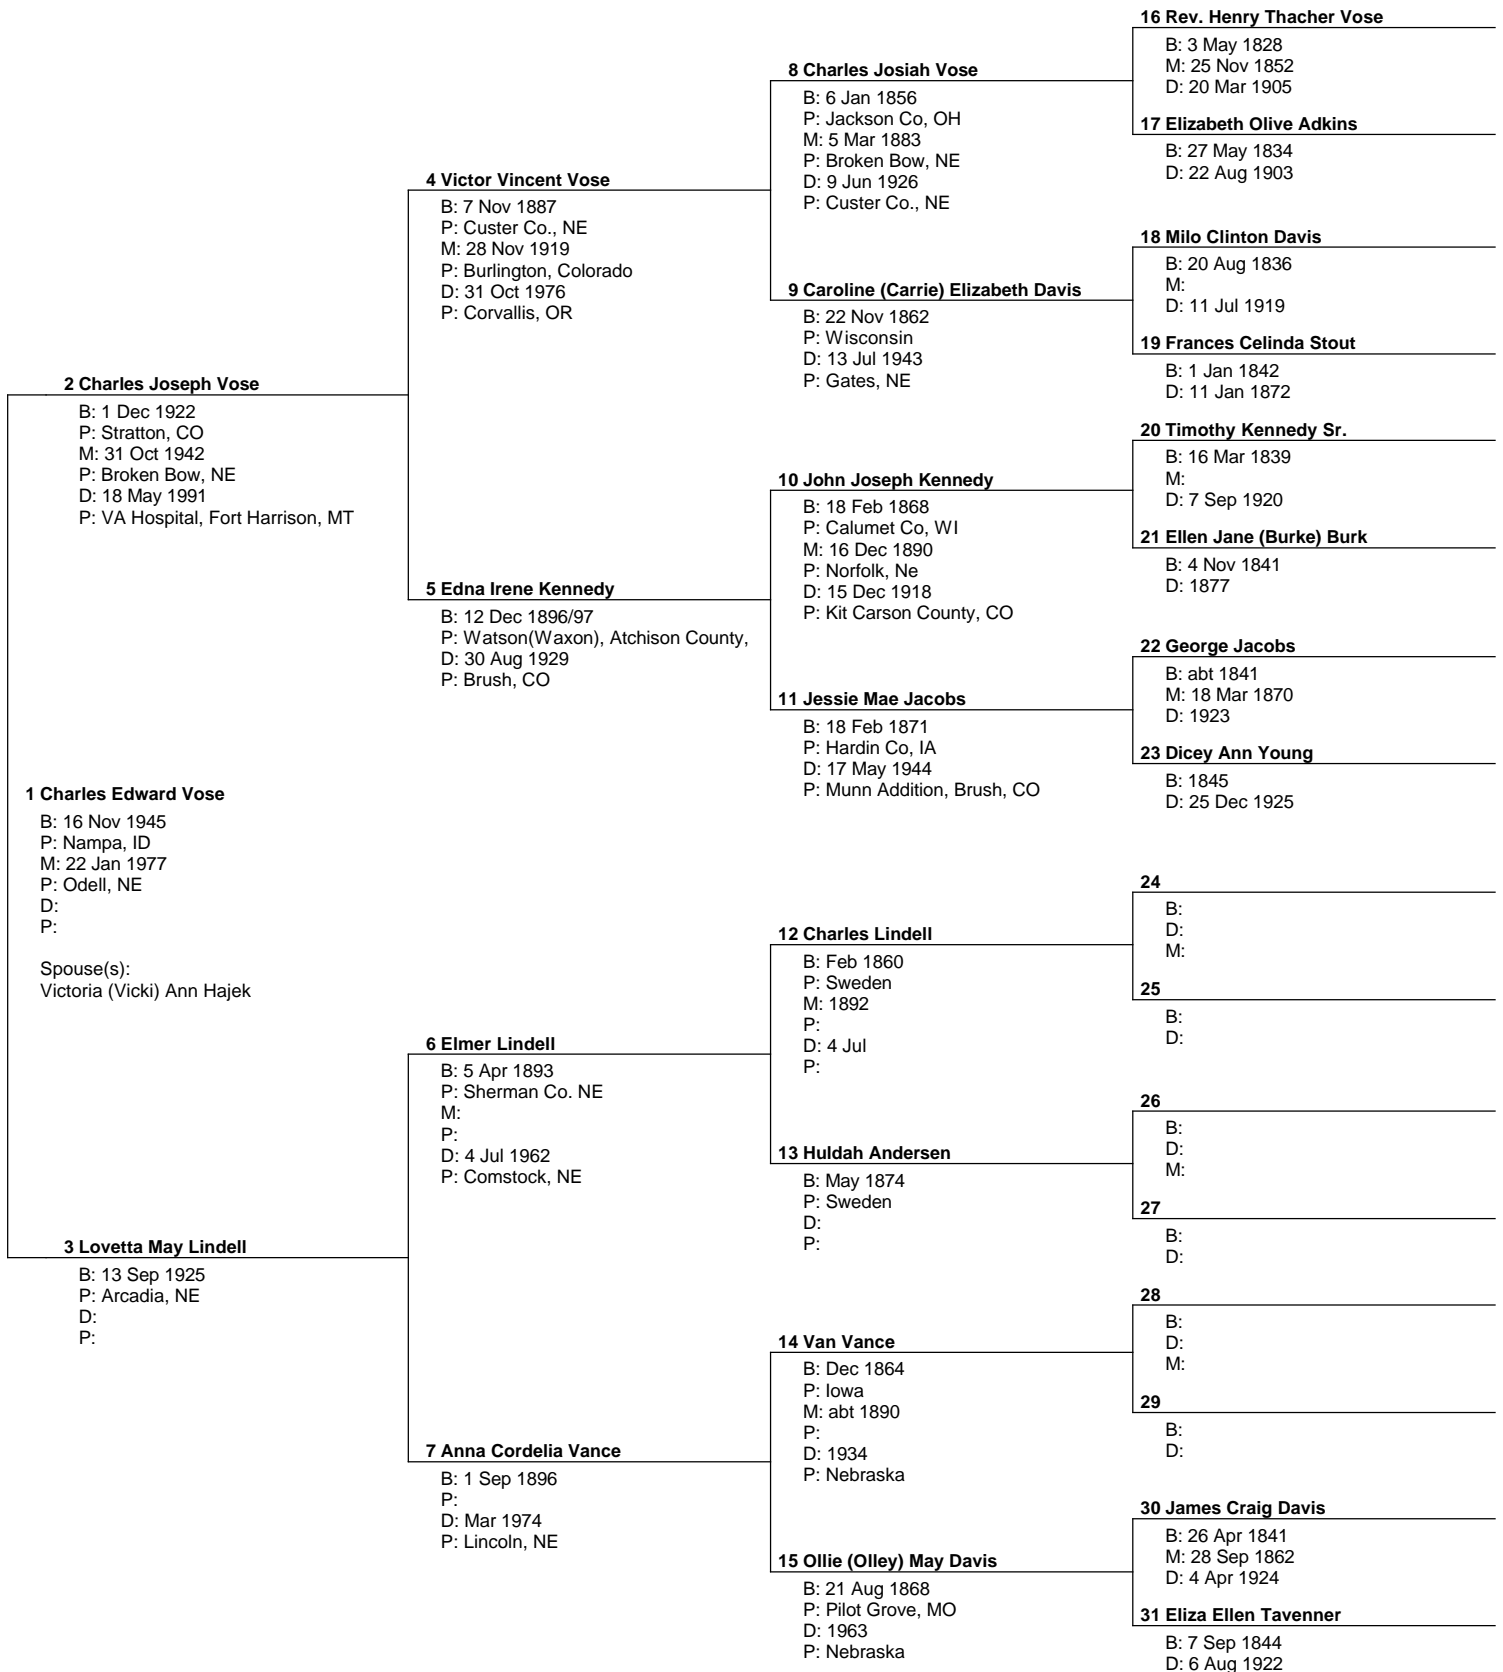 1 Charles Edward Vose
B: 16 Nov 1945
P: Nampa, ID
M: 22 Jan 1977
P: Odell, NE
D:
P:
Spouse(s):
Victoria (Vicki) Ann Hajek
2 Charles Joseph Vose
B: 1 Dec 1922
P: Stratton, CO
M: 31 Oct 1942
P: Broken Bow, NE
D: 18 May 1991
P: VA Hospital, Fort Harrison, MT
3 Lovetta May Lindell
B: 13 Sep 1925
P: Arcadia, NE
D:
P:
4 Victor Vincent Vose
B: 7 Nov 1887
P: Custer Co., NE
M: 28 Nov 1919
P: Burlington, Colorado
D: 31 Oct 1976
P: Corvallis, OR
5 Edna Irene Kennedy
B: 12 Dec 1896/97
P: Watson(Waxon), Atchison County,
D: 30 Aug 1929
P: Brush, CO
6 Elmer Lindell
B: 5 Apr 1893
P: Sherman Co. NE
M:
P:
D: 4 Jul 1962
P: Comstock, NE
7 Anna Cordelia Vance
B: 1 Sep 1896
P:
D: Mar 1974
P: Lincoln, NE
8 Charles Josiah Vose
B: 6 Jan 1856
P: Jackson Co, OH
M: 5 Mar 1883
P: Broken Bow, NE
D: 9 Jun 1926
P: Custer Co., NE
9 Caroline (Carrie) Elizabeth Davis
B: 22 Nov 1862
P: Wisconsin
D: 13 Jul 1943
P: Gates, NE
10 John Joseph Kennedy
B: 18 Feb 1868
P: Calumet Co, WI
M: 16 Dec 1890
P: Norfolk, Ne
D: 15 Dec 1918
P: Kit Carson County, CO
11 Jessie Mae Jacobs
B: 18 Feb 1871
P: Hardin Co, IA
D: 17 May 1944
P: Munn Addition, Brush, CO
12 Charles Lindell
B: Feb 1860
P: Sweden
M: 1892
P:
D: 4 Jul
P:
13 Huldah Andersen
B: May 1874
P: Sweden
D:
P:
14 Van Vance
B: Dec 1864
P: Iowa
M: abt 1890
P:
D: 1934
P: Nebraska
15 Ollie (Olley) May Davis
B: 21 Aug 1868
P: Pilot Grove, MO
D: 1963
P: Nebraska
16 Rev. Henry Thacher Vose
B: 3 May 1828
M: 25 Nov 1852
D: 20 Mar 1905
17 Elizabeth Olive Adkins
B: 27 May 1834
D: 22 Aug 1903
18 Milo Clinton Davis
B: 20 Aug 1836
M:
D: 11 Jul 1919
19 Frances Celinda Stout
B: 1 Jan 1842
D: 11 Jan 1872
20 Timothy Kennedy Sr.
B: 16 Mar 1839
M:
D: 7 Sep 1920
21 Ellen Jane (Burke) Burk
B: 4 Nov 1841
D: 1877
22 George Jacobs
B: abt 1841
M: 18 Mar 1870
D: 1923
23 Dicey Ann Young
B: 1845
D: 25 Dec 1925
24
B:
D:
M:
25
B:
D:
26
B:
D:
M:
27
B:
D:
28
B:
D:
M:
29
B:
D:
30 James Craig Davis
B: 26 Apr 1841
M: 28 Sep 1862
D: 4 Apr 1924
31 Eliza Ellen Tavenner
B: 7 Sep 1844
D: 6 Aug 1922